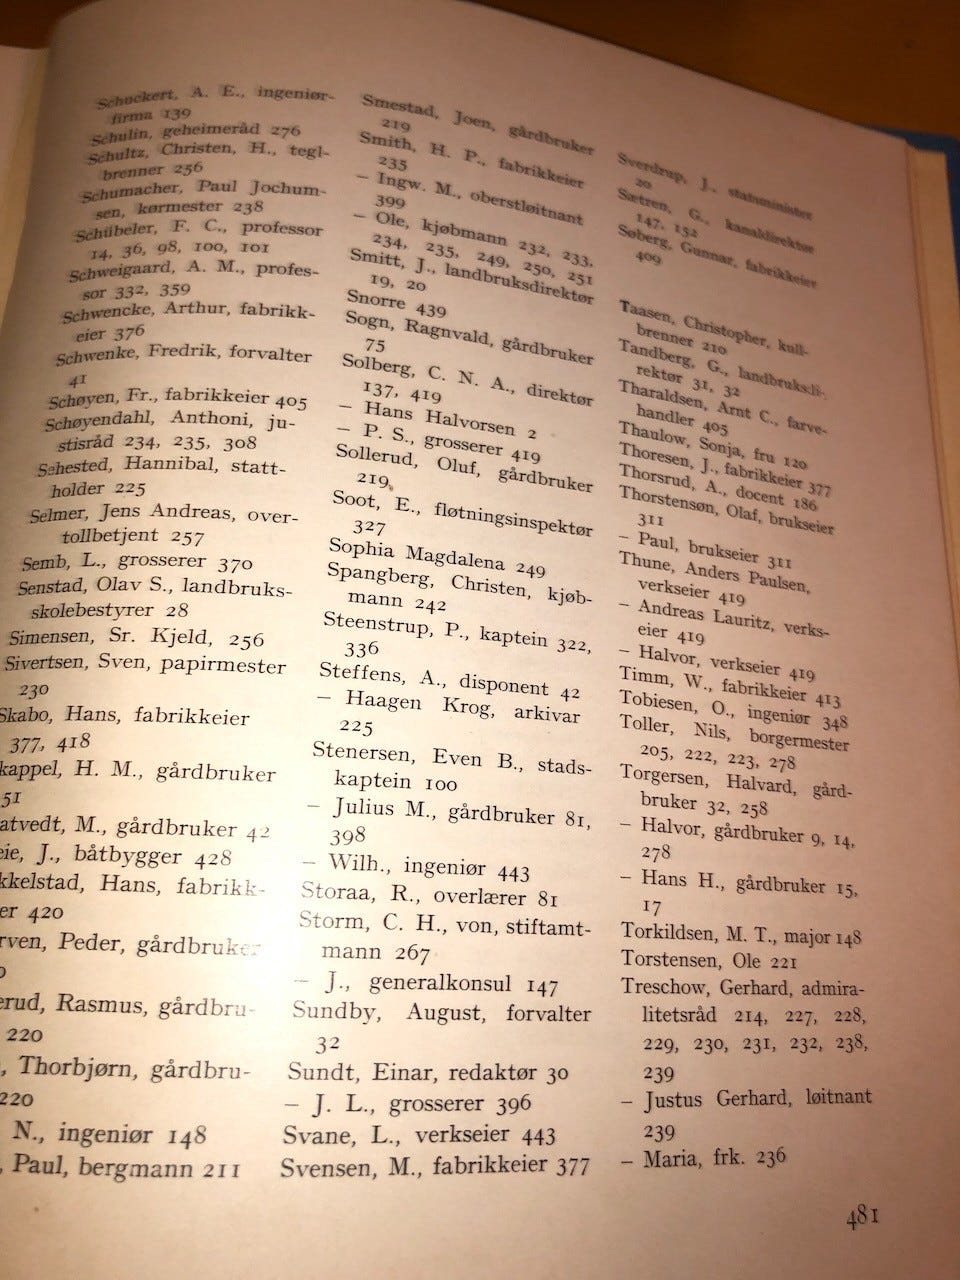 Schuckert, A. E., ingeniør-
firma 139
Schulin, geheimeråd 276
Schultz, Christen, H., tegl-
brenner 256
Schumacher, Paul Jochum-
sen, kørmester 238
Schübeler, F. C., professor
14, 36, 98, 100, 101
Schweigaard, A. M., profes-
sor 332, 359
Schwencke, Arthur, fabrikk-
eier 376
Schwenke, Fredrik, forvalter
41
Schøyen, Fr., fabrikkeier 405
Schøyendahl, Anthoni, ju-
stisråd 234, 235, 308
Sehested, Hannibal, statt-
holder 225
Selmer, Jens Andreas, over-
tollbetjent 257
Semb, L., grosserer 370
Senstad, Olav S., landbruks-
skolebestyrer 28
Simensen, Sr. Kjeld, 256
Sivertsen, Sven, papirmester
230
Skabo, Hans, fabrikkeier
377, 418
kappel, H. M., gårdbruker
51
atvedt, M., gårdbruker 42
eie, J., båtbygger 428
kkelstad, Hans, fabrikk-
er 420
rven, Peder, gårdbruker
erud, Rasmus, gårdbru-
220
, Thorbjørn, gårdbru-
220
N., ingeniør 148
, Paul, bergmann 211
Smestad, Joen, gårdbruker
219
Smith, H. P., fabrikkeier
235
– Ingw. M., oberstløitnant
399
– Ole, kjøbmann 232, 233,
234, 235, 249, 250, 251
Smitt, J., landbruksdirektør
19, 20
Snorre 439
Sogn, Ragnvald, gårdbruker
75
Solberg, C. N. A., direktør
137, 419
– Hans Halvorsen 2
– P. S., grosserer 419
Sollerud, Oluf, gårdbruker
219
Soot, E., fløtningsinspektør
327
Sophia Magdalena 249
Spangberg, Christen, kjøb-
mann 242
Steenstrup, P., kaptein 322,
336
Steffens, A., disponent 42
– Haagen Krog, arkivar
225
Stenersen, Even B., stads-
kaptein 100
– Julius M., gårdbruker 81,
398
– Wilh., ingeniør 443
Storaa, R., overlærer 81
Storm, C. H., von, stiftamt-
mann 267
– J., generalkonsul 147
Sundby, August, forvalter
32
Sundt, Einar, redaktør 30
– J. L., grosserer 396
Svane, L., verkseier 443
Svensen, M., fabrikkeier 377
Sverdrup, J., statsminister
20
Sætren, G., kanaldirektør
147, 132
Søberg, Gunnar, fabrikkeier
409
Taasen, Christopher, kull-
brenner 210
Tandberg, G., landbruksdi-
rektør 31, 32
Tharaldsen, Arnt C., farve-
handler 405
Thaulow, Sonja, fru 120
Thoresen, J., fabrikkeier 377
Thorsrud, A., docent 186
Thorstensøn, Olaf, brukseier
311
– Paul, brukseier 311
Thune, Anders Paulsen,
verkseier 419
– Andreas Lauritz, verks-
eier 419
– Halvor, verkseier 419
Timm, W., fabrikkeier 413
Tobiesen, O., ingeniør 348
Toller, Nils, borgermester
205, 222, 223, 278
Torgersen, Halvard, gård-
bruker 32, 258
– Halvor, gårdbruker 9, 14,
278
– Hans H., gårdbruker 15,
17
Torkildsen, M. T., major 148
Torstensen, Ole 221
Treschow, Gerhard, admira-
litetsråd 214, 227, 228,
229, 230, 231, 232, 238,
239
– Justus Gerhard, løitnant
239
– Maria, frk. 236
481